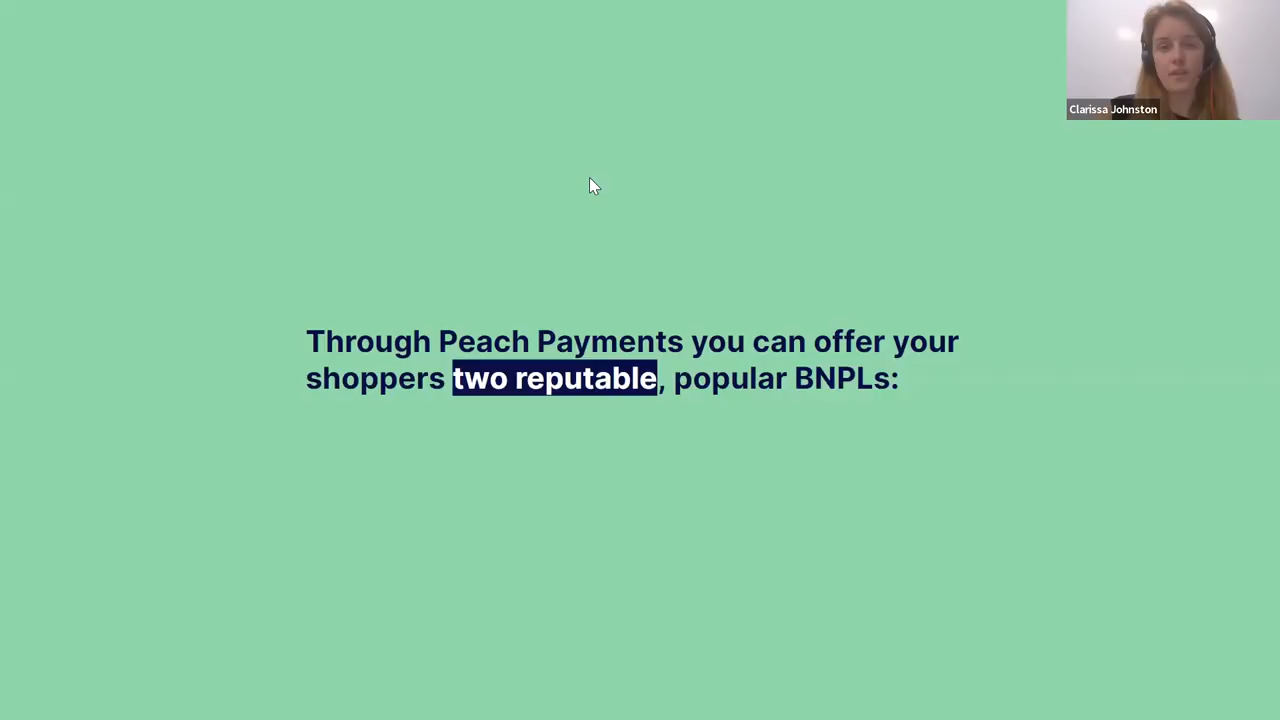 Clarissa Johnston
Through Peach Payments you can offer your
shoppers two reputable, popular BNPLs: